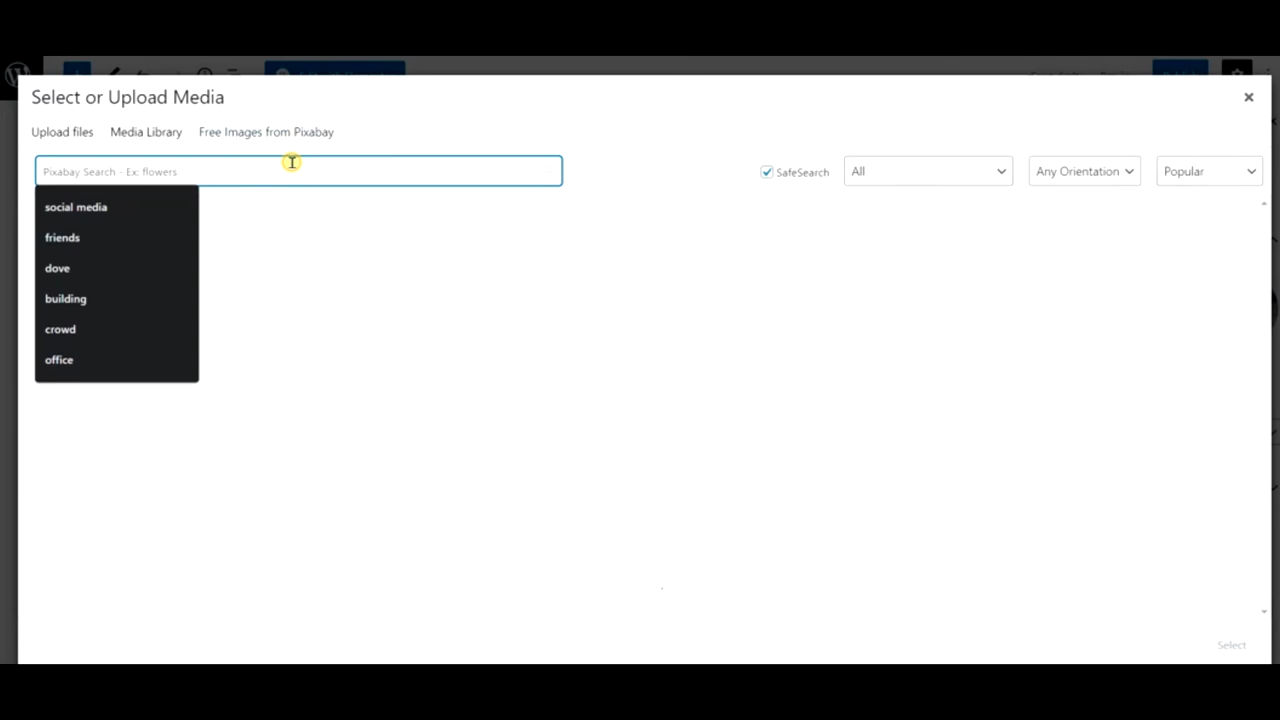 Select or Upload Media
Upload files Media Library Free Images from Pixabay
Pixabay Search - Ex: flowers
SafeSearch All Any Orientation Popular
social media
friends
dove
building
crowd
office
Select